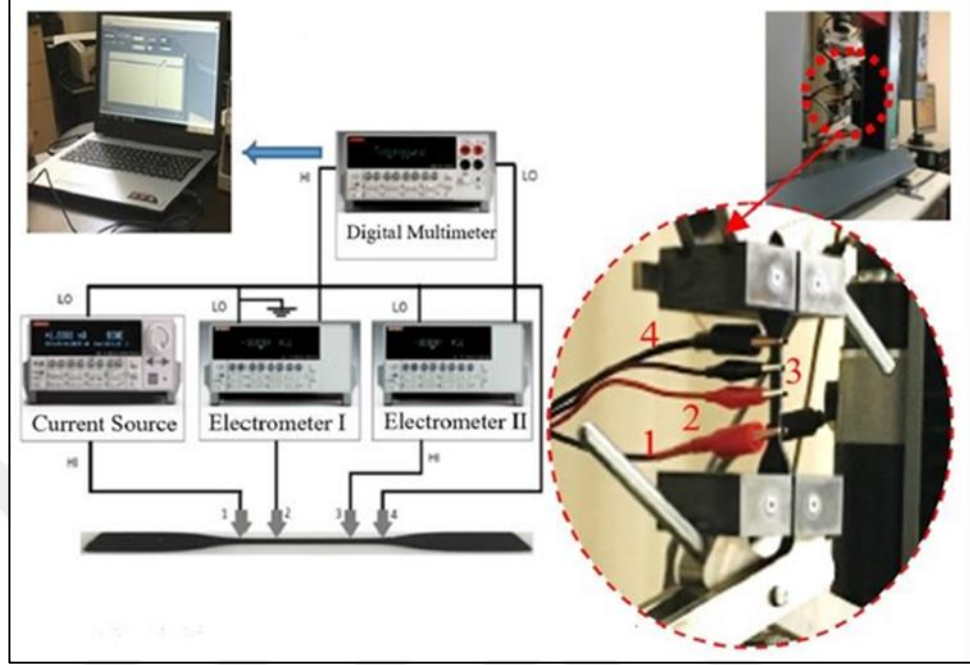 HI
LO
Digital Multimeter
LO
LO
LO
Current Source
Electrometer I
Electrometer II
HI
HI
1
2
3
4
4
3
2
1